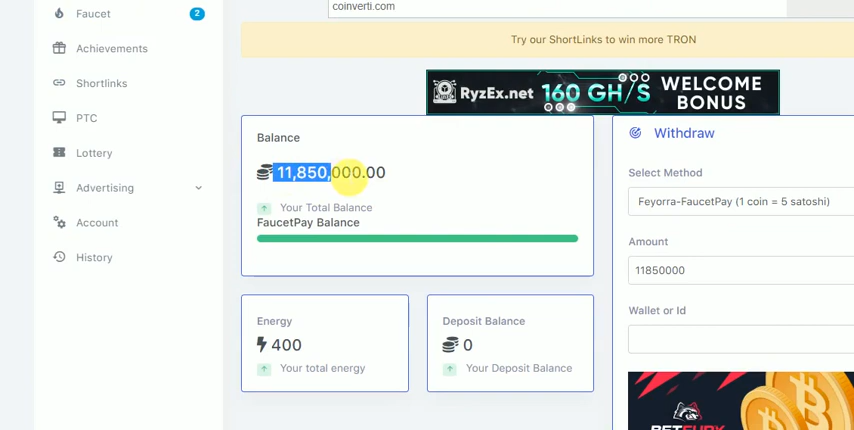 coinverti.com
Faucet
2
Achievements
Shortlinks
PTC
Lottery
Advertising
Account
History
Try our ShortLinks to win more TRON
RyzEx.net 160 GH/S WELCOME BONUS
Balance
11,850,000.00
Your Total Balance
FaucetPay Balance
Energy
400
Your total energy
Deposit Balance
0
Your Deposit Balance
Withdraw
Select Method
Feyorra-FaucetPay (1 coin = 5 satoshi)
Amount
11850000
Wallet or Id
BETFURY